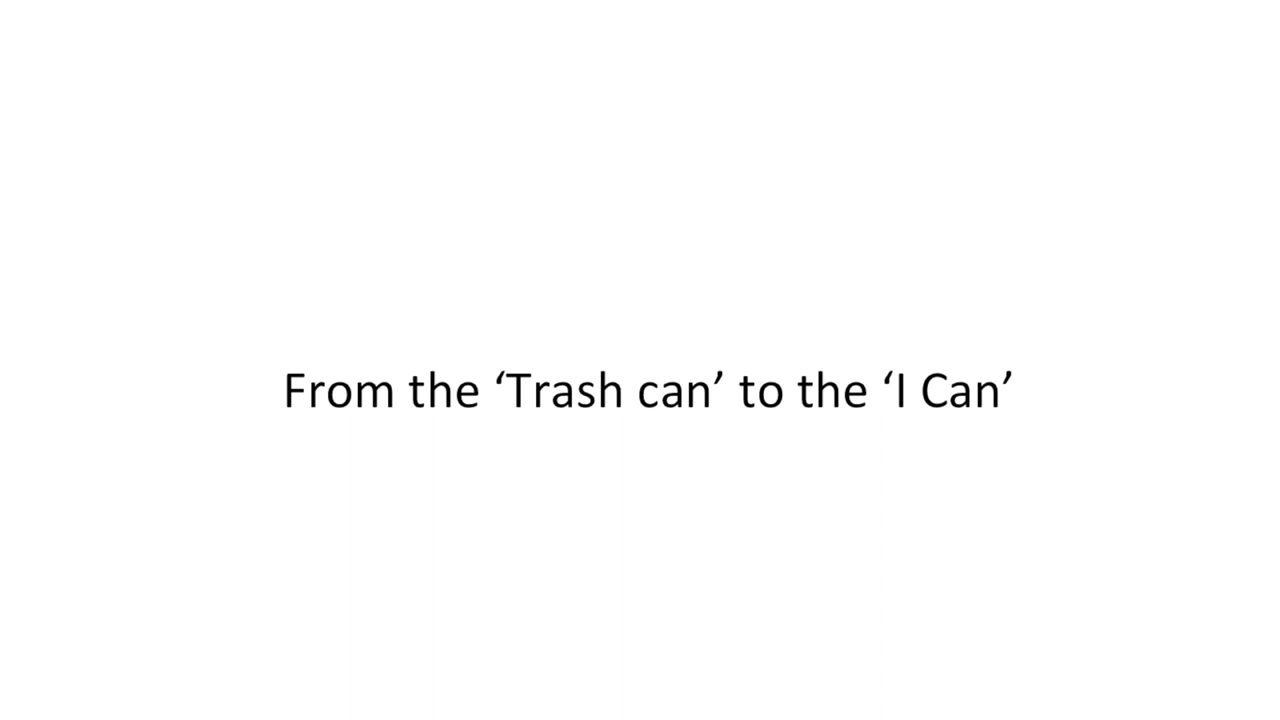 From the ‘Trash can’ to the ‘I Can’